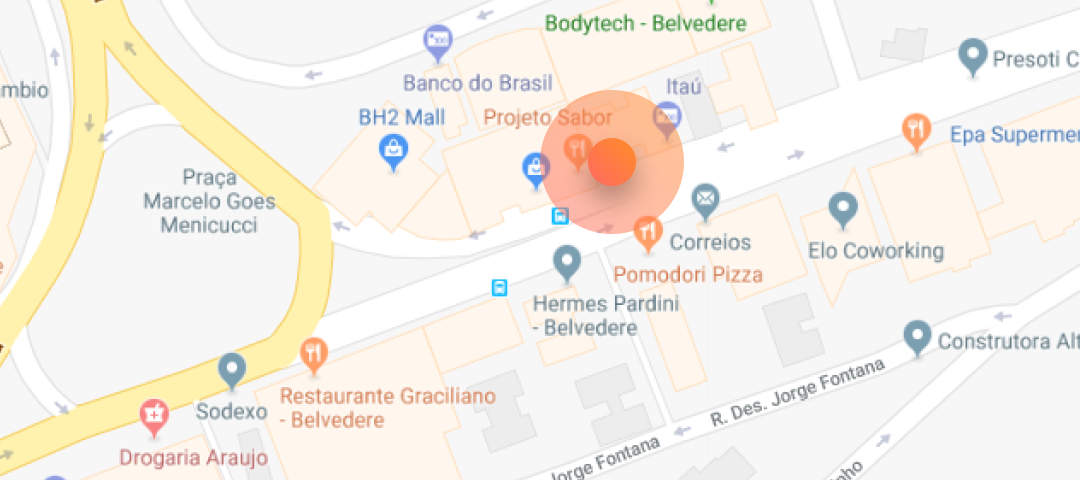 Bodytech - Belvedere
Presoti C
Banco do Brasil
Itaú
mbio
BH2 Mall
Projeto Sabor
Epa Supermer
Praça
Marcelo Goes
Menicucci
Correios
Elo Coworking
Pomodori Pizza
Hermes Pardini
- Belvedere
Construtora Alt
R. Des. Jorge Fontana
Restaurante Graciliano
- Belvedere
Sodexo
Drogaria Araujo
Jorge Fontana
nho